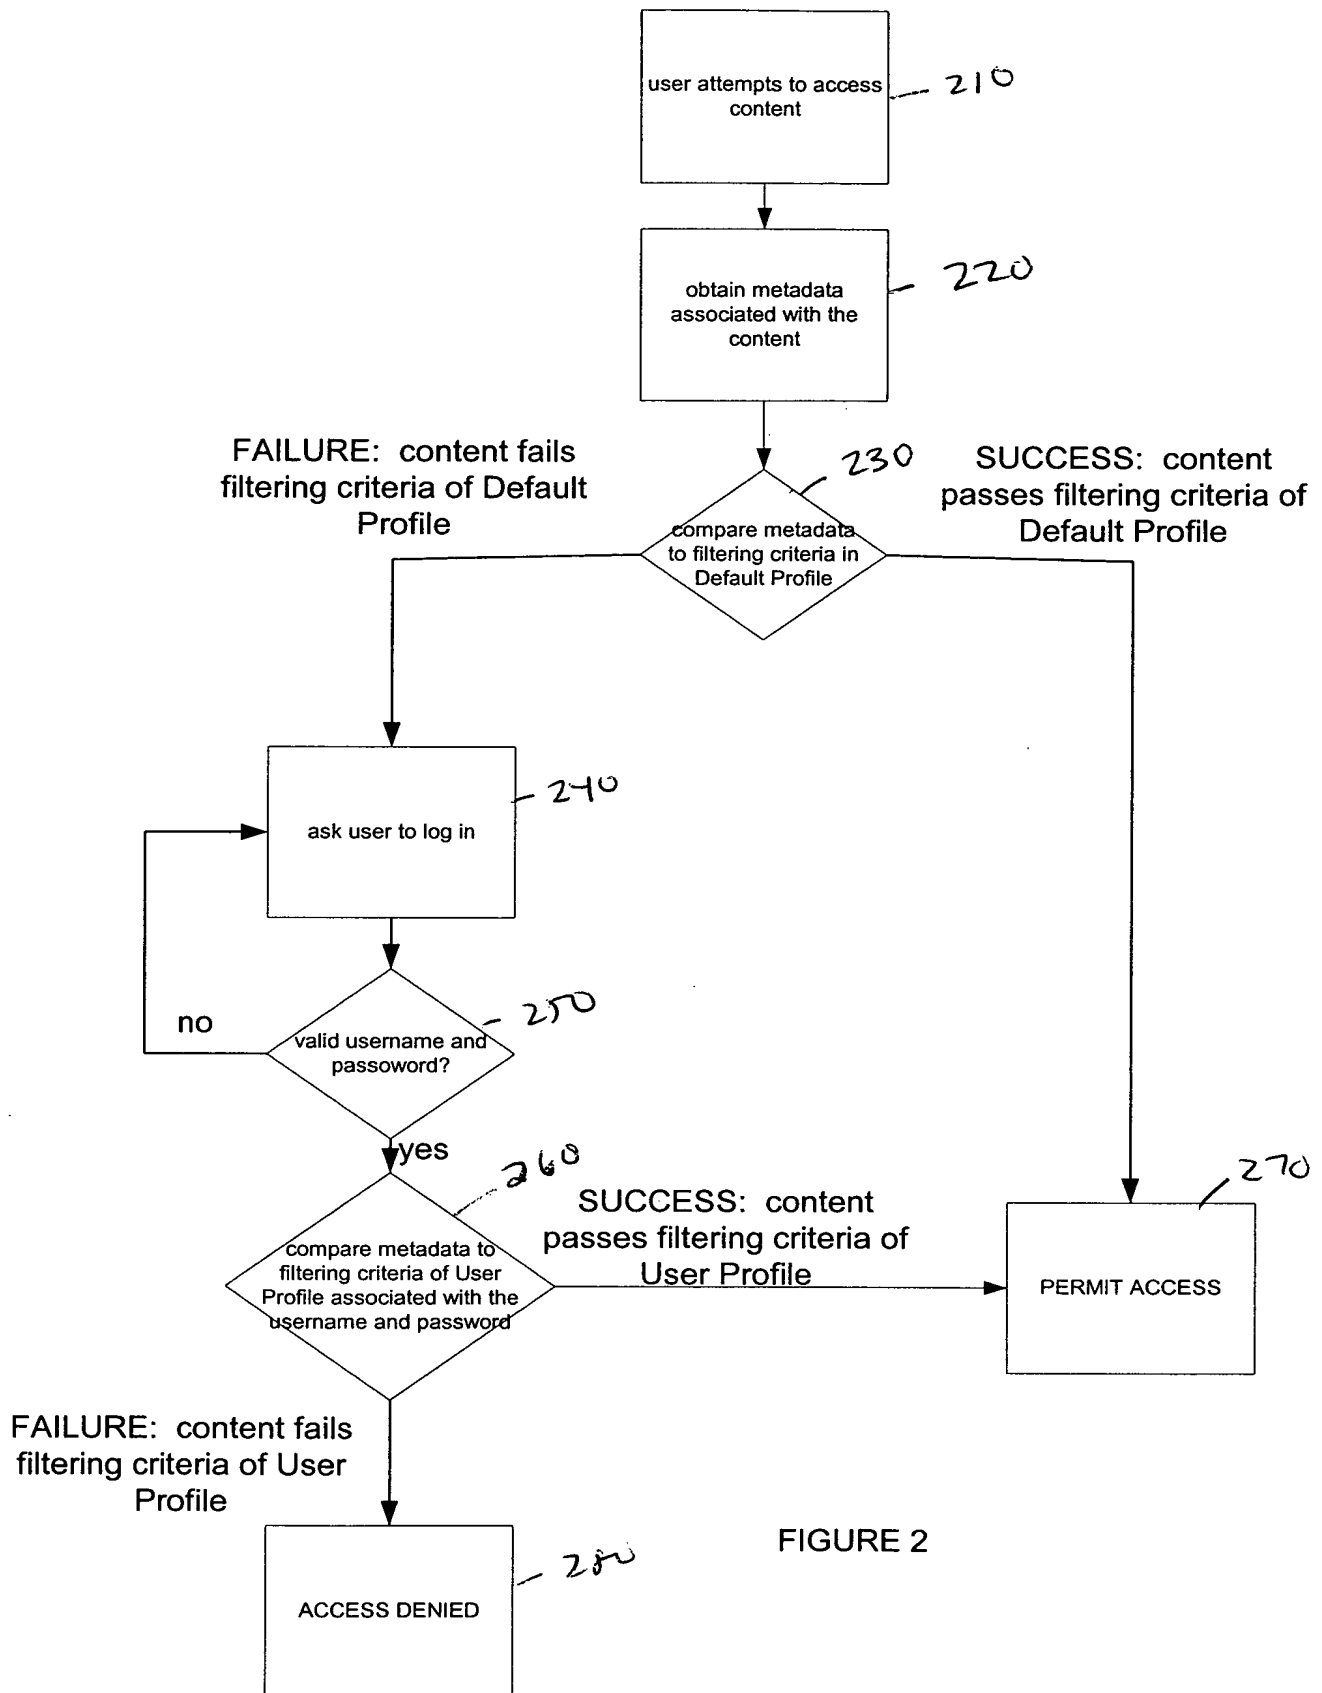 user attempts to access
content
210
obtain metadata
associated with the
content
220
FAILURE: content fails
filtering criteria of Default
Profile
230
SUCCESS: content
passes filtering criteria of
Default Profile
compare metadata
to filtering criteria in
Default Profile
ask user to log in
240
no
valid username and
passoword?
250
yes
260
SUCCESS: content
passes filtering criteria of
User Profile
270
compare metadata to
filtering criteria of User
Profile associated with the
username and password
PERMIT ACCESS
FAILURE: content fails
filtering criteria of User
Profile
FIGURE 2
ACCESS DENIED
280